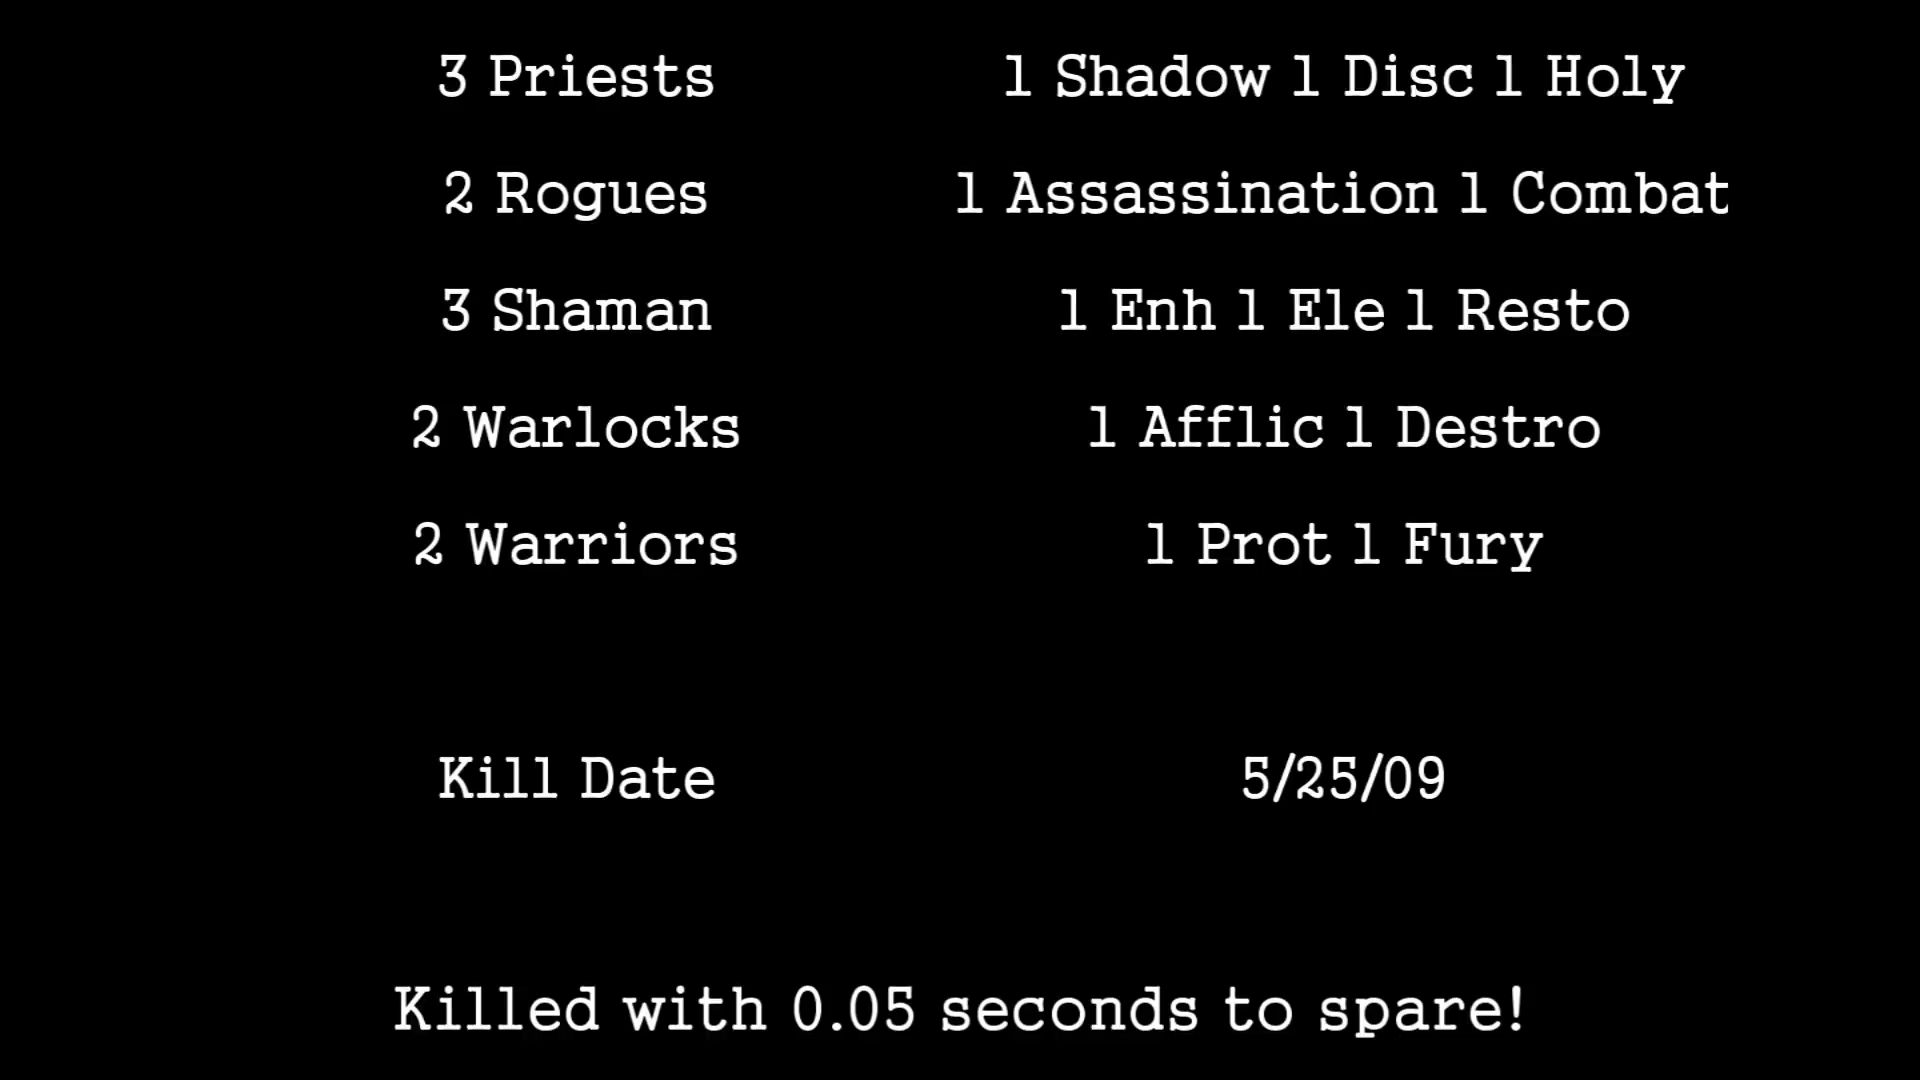 3 Priests 1 Shadow 1 Disc 1 Holy
2 Rogues 1 Assassination 1 Combat
3 Shaman 1 Enh 1 Ele 1 Resto
2 Warlocks 1 Afflic 1 Destro
2 Warriors 1 Prot 1 Fury
Kill Date 5/25/09
Killed with 0.05 seconds to spare!